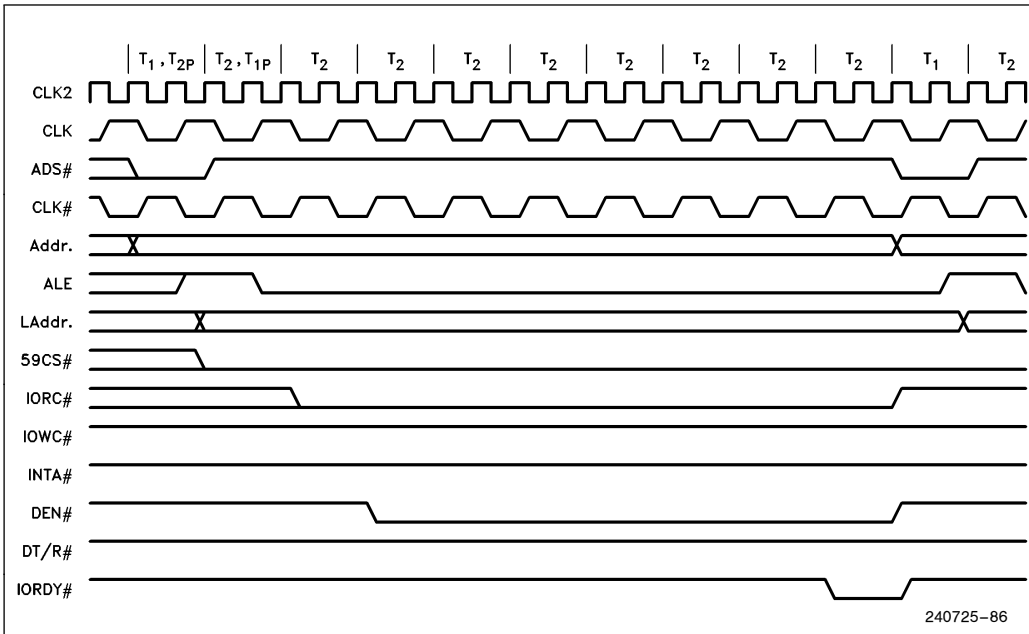 T1 , T2P T2 , T1P T2 T2 T2 T2 T2 T2 T2 T2 T1 T2
CLK2
CLK
ADS#
CLK#
Addr.
ALE
LAddr.
59CS#
IORC#
IOWC#
INTA#
DEN#
DT/R#
IORDY#
240725-86